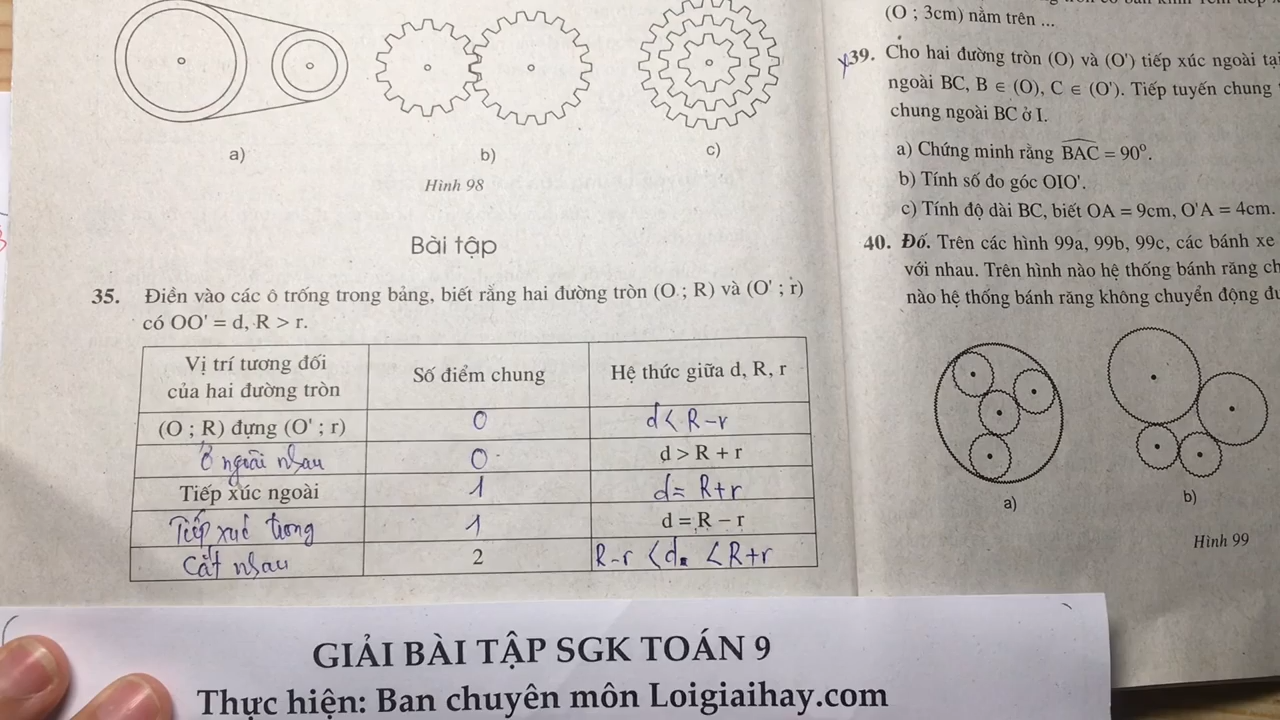 a)
b)
c)
Hình 98
Bài tập
35. Điền vào các ô trống trong bảng, biết rằng hai đường tròn (O ; R) và (O' ; r)
có OO' = d, R > r.
Vị trí tương đối
của hai đường tròn
Số điểm chung
Hệ thức giữa d, R, r
(O ; R) đựng (O' ; r) 0 d < R-r
Ở ngoài nhau 0 d > R + r
Tiếp xúc ngoài 1 d = R+r
Tiếp xúc trong 1 d = R – r
Cắt nhau 2 R-r < d < R+r
GIẢI BÀI TẬP SGK TOÁN 9
Thực hiện: Ban chuyên môn Loigiaihay.com
(O ; 3cm) nằm trên ...
39. Cho hai đường tròn (O) và (O') tiếp xúc ngoài tại
ngoài BC, B ∈ (O), C ∈ (O'). Tiếp tuyến chung
chung ngoài BC ở I.
a) Chứng minh rằng BAC = 90°.
b) Tính số đo góc OIO'.
c) Tính độ dài BC, biết OA = 9cm, O'A = 4cm.
40. Đố. Trên các hình 99a, 99b, 99c, các bánh xe
với nhau. Trên hình nào hệ thống bánh răng
nào hệ thống bánh răng không chuyển động
a)
b)
Hình 99